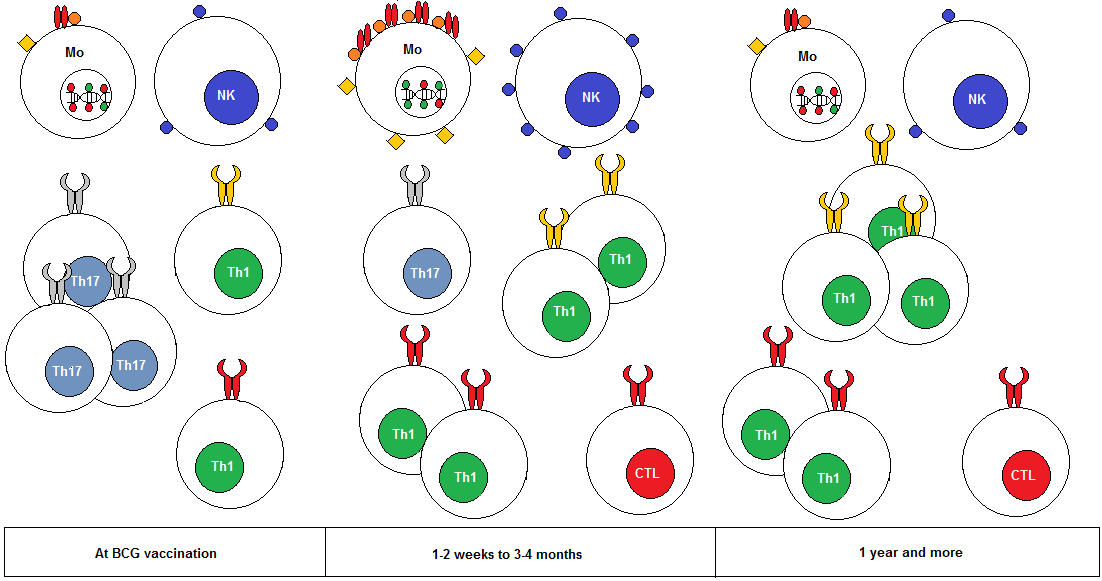 Mo
NK
Mo
NK
Mo
NK
Th17
Th1
Th17
Th17
Th1
Th17
Th1
Th1
Th1
Th1
CTL
Th1
Th1
Th1
Th1
Th1
CTL
At BCG vaccination
1-2 weeks to 3-4 months
1 year and more